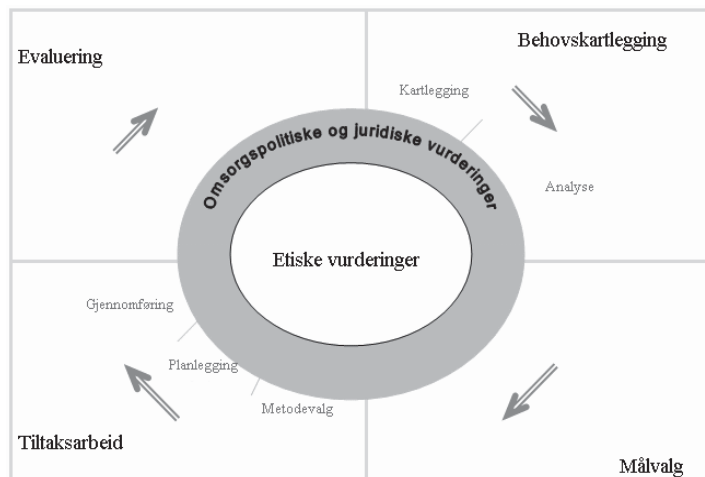 Evaluering
Behovskartlegging
Kartlegging
Omsorgspolitiske og juridiske vurderinger
Analyse
Etiske vurderinger
Gjennomføring
Planlegging
Metodevalg
Tiltaksarbeid
Målvalg